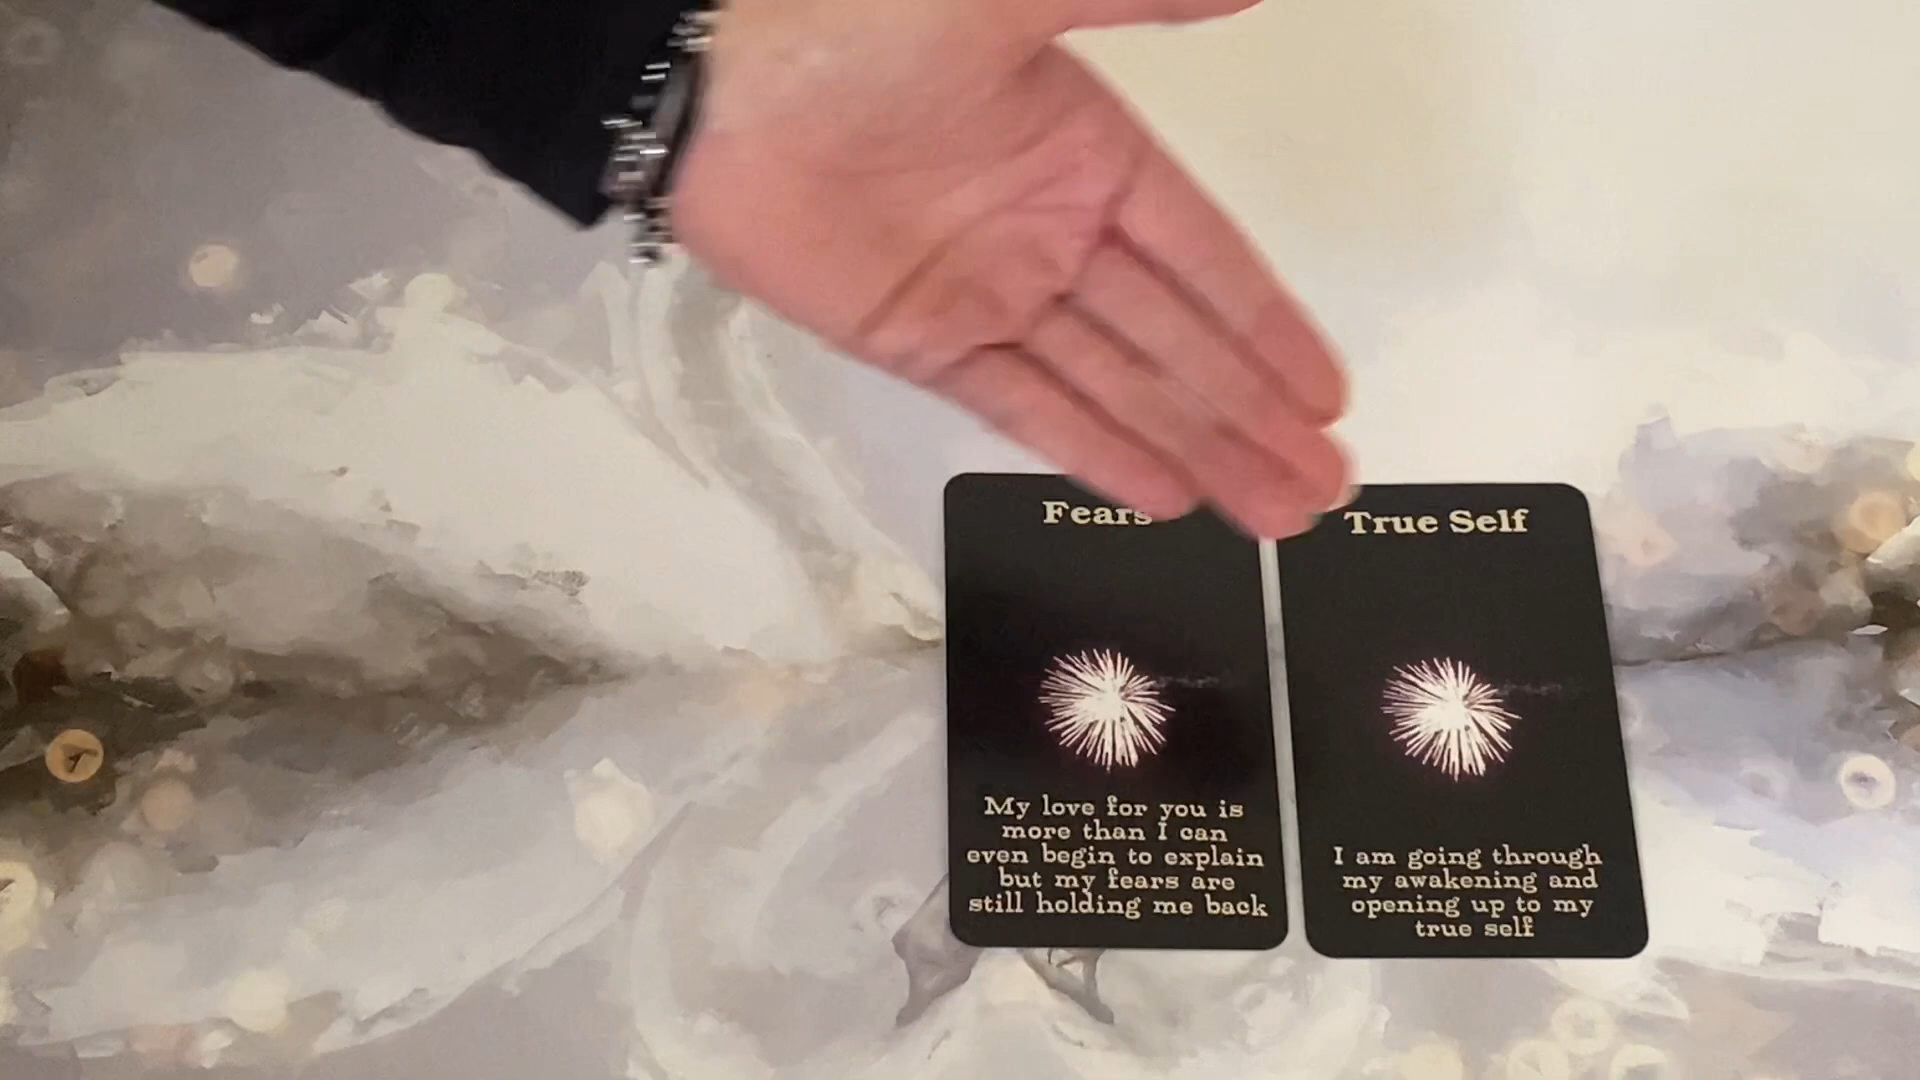 Fears
My love for you is
more than I can
even begin to explain
but my fears are
still holding me back
True Self
I am going through
my awakening and
opening up to my
true self